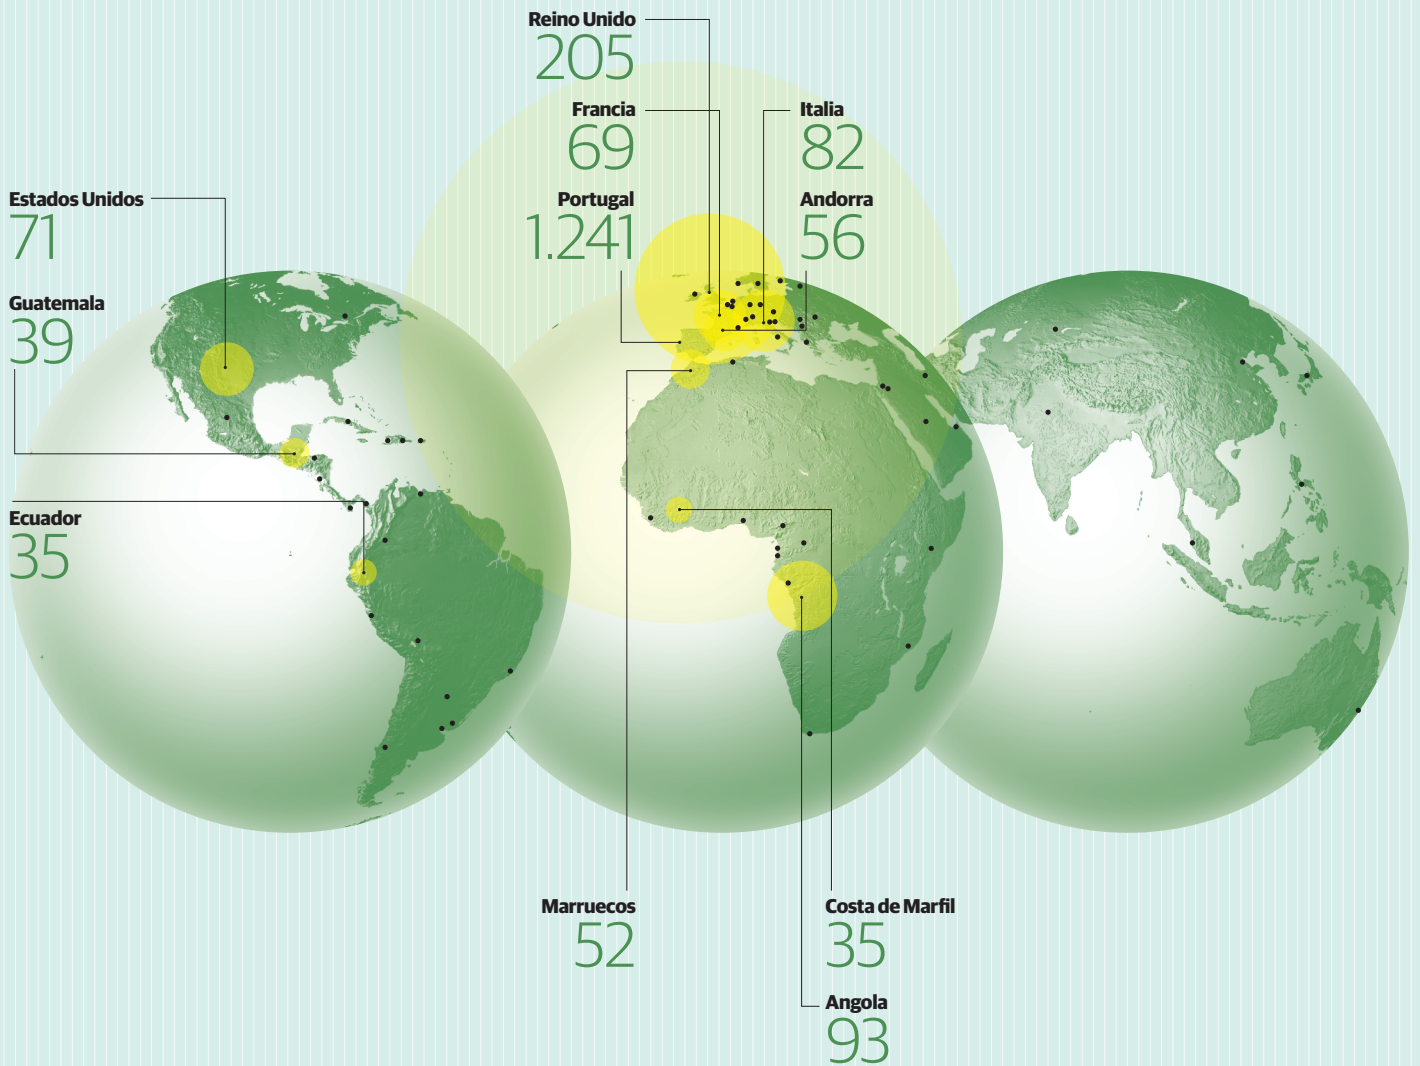 Reino Unido
205
Francia
69
Italia
82
Estados Unidos
71
Portugal
1.241
Andorra
56
Guatemala
39
Ecuador
35
Marruecos
52
Costa de Marfil
35
Angola
93